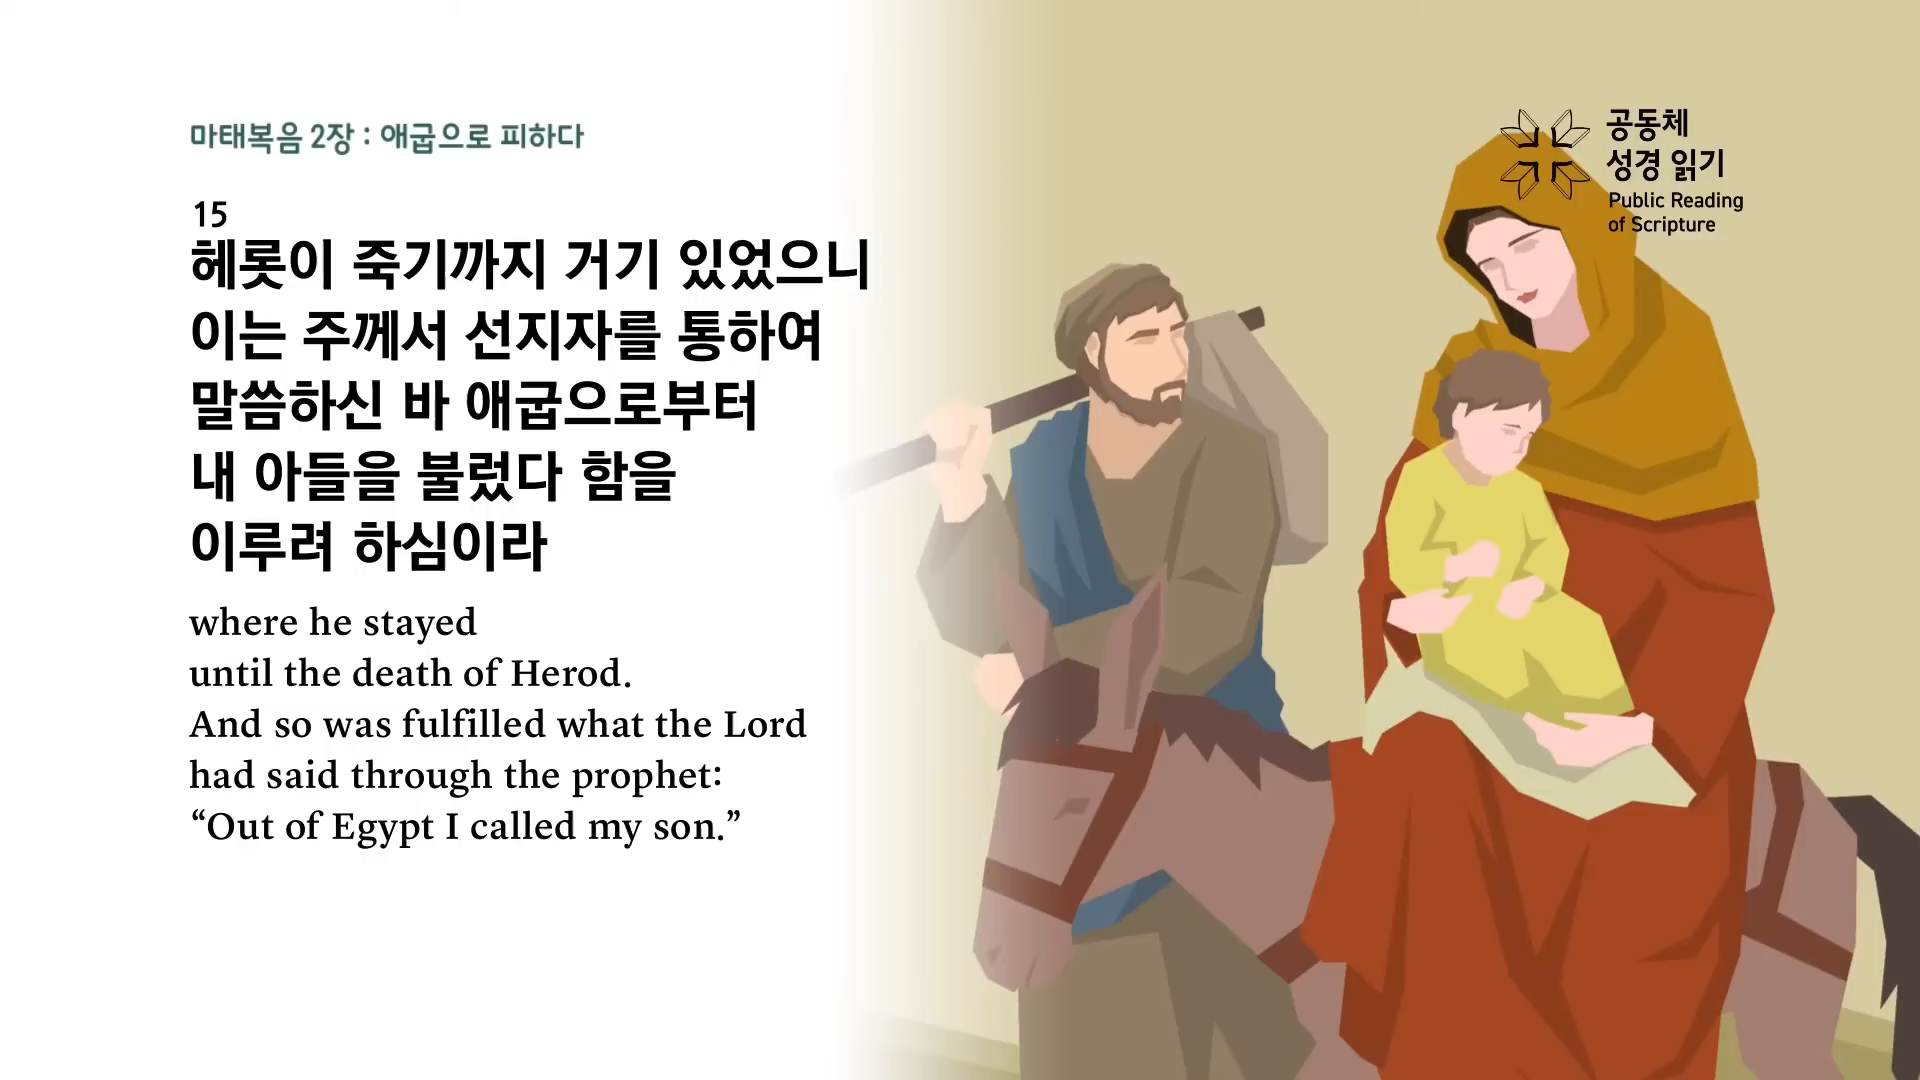 마태복음 2장 : 애굽으로 피하다
15
헤롯이 죽기까지 거기 있었으니
이는 주께서 선지자를 통하여
말씀하신 바 애굽으로부터
내 아들을 불렀다 함을
이루려 하심이라
where he stayed
until the death of Herod.
And so was fulfilled what the Lord
had said through the prophet:
“Out of Egypt I called my son.”
공동체
성경 읽기
Public Reading
of Scripture